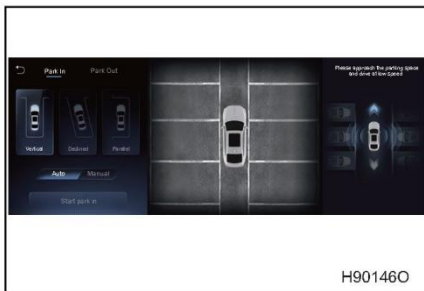 Park In
Park Out
Vertical
Inclined
Parallel
Auto
Manual
Start park in
Please approach the parking space
and drive at low speed
H90146O